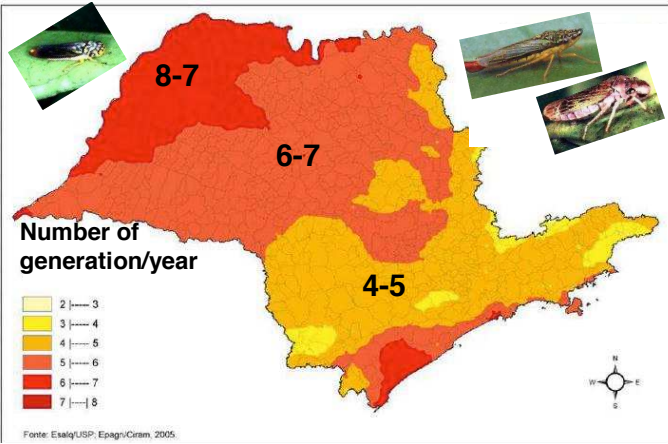 8-7
6-7
Number of
generation/year
4-5
2 |----- 3
3 |----- 4
4 |----- 5
5 |----- 6
6 |----- 7
7 |----| 8
N
W
E
S
Fonte: Esalq/USP; Epagri/Ciram, 2005.